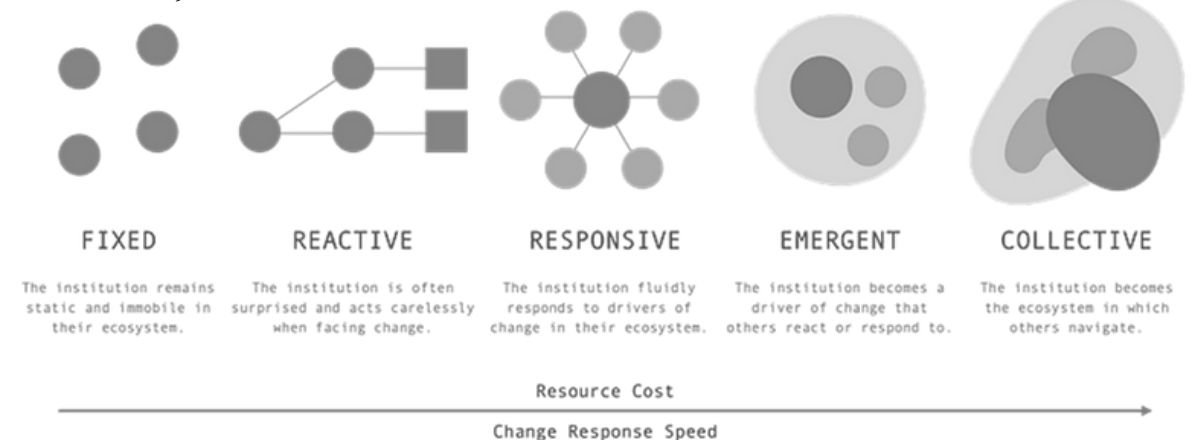 FIXED
The institution remains
static and immobile in
their ecosystem.
REACTIVE
The institution is often
surprised and acts carelessly
when facing change.
RESPONSIVE
The institution fluidly
responds to drivers of
change in their ecosystem.
EMERGENT
The institution becomes a
driver of change that
others react or respond to.
COLLECTIVE
The institution becomes
the ecosystem in which
others navigate.
Resource Cost
Change Response Speed